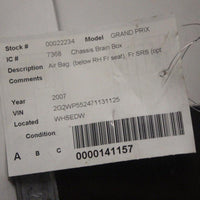 Stock # 00022234 Model GRAND PRIX
IC # 7368 Chassis Brain Box
Description Air Bag; (below RH Fr seat), Fr SRS (opt
Comments
Year 2007
VIN 2G2WP552471131125
Located WH5EDW
Condition
A B C 0000141157